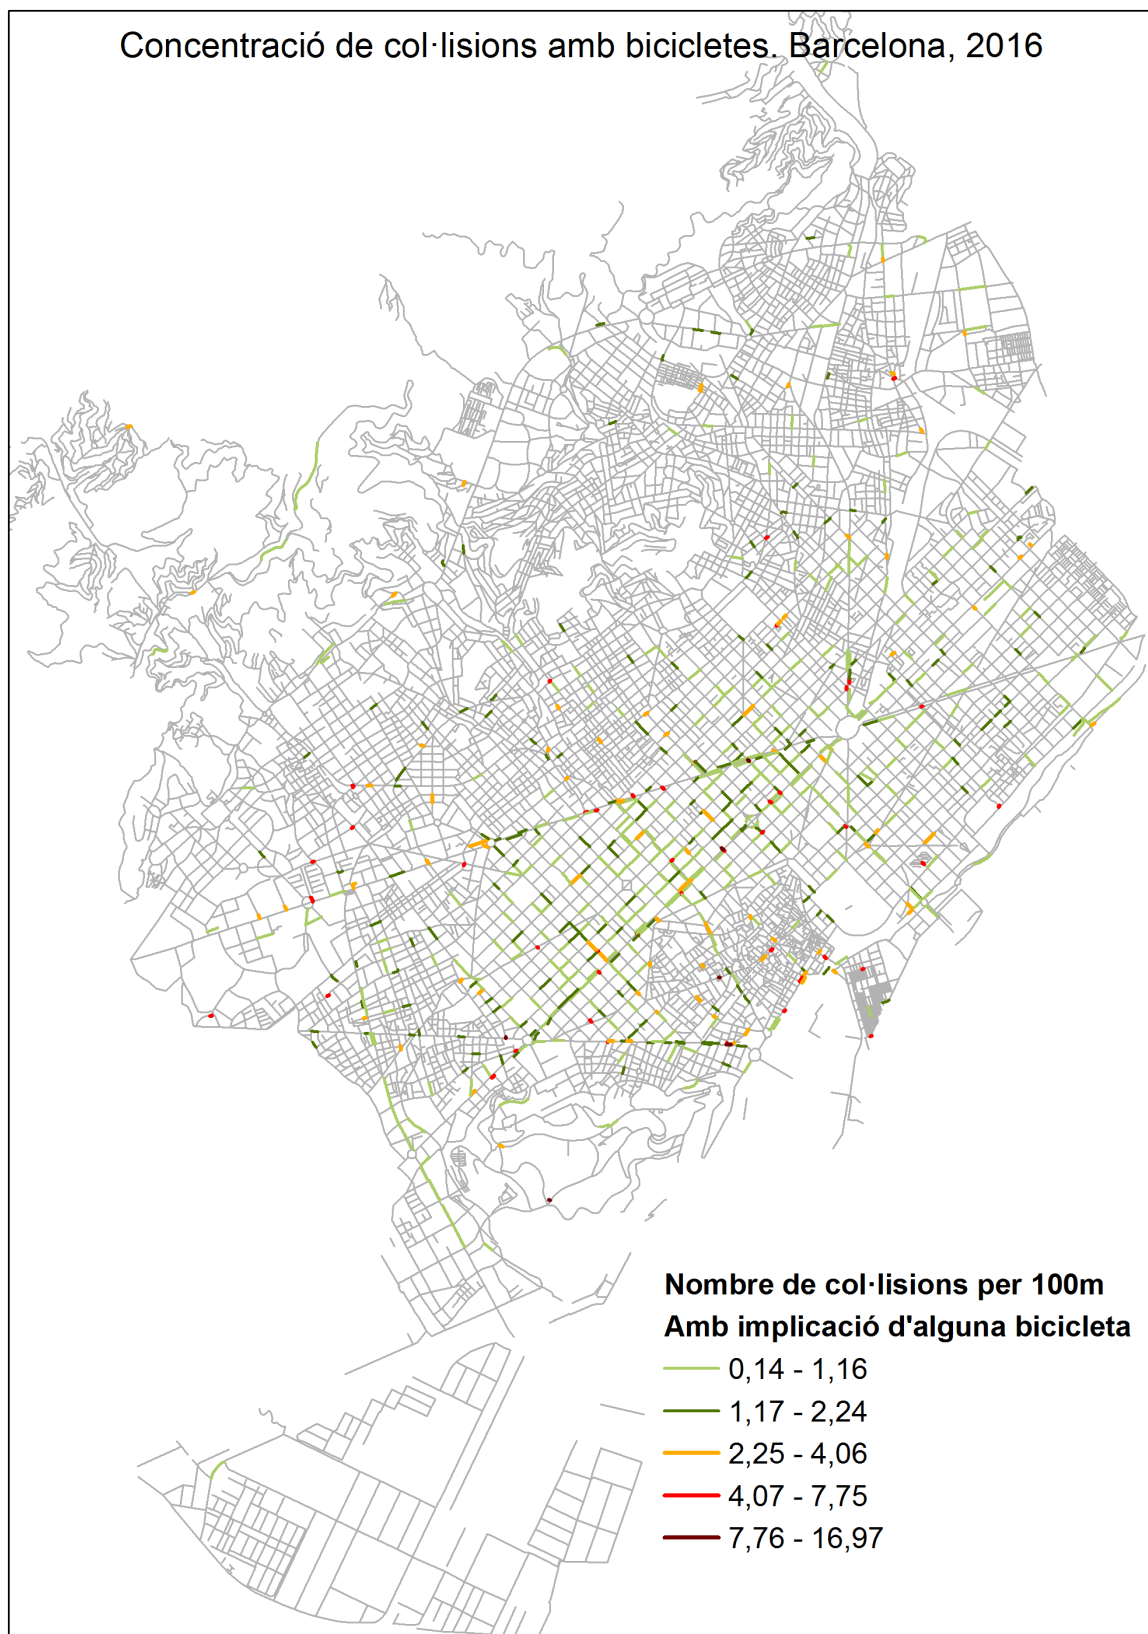 Concentració de col·lisions amb bicicletes. Barcelona, 2016
Nombre de col·lisions per 100m
Amb implicació d'alguna bicicleta
0,14 - 1,16
1,17 - 2,24
2,25 - 4,06
4,07 - 7,75
7,76 - 16,97